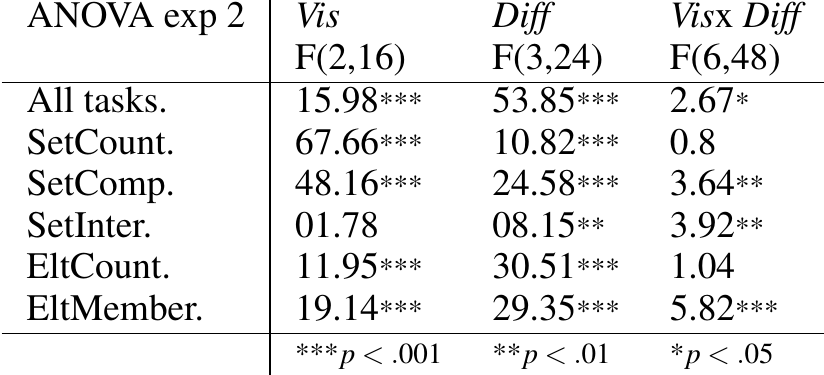 ANOVA exp 2 Vis Diff Visx Diff
F(2,16) F(3,24) F(6,48)
All tasks. 15.98*** 53.85*** 2.67*
SetCount. 67.66*** 10.82*** 0.8
SetComp. 48.16*** 24.58*** 3.64**
SetInter. 01.78 08.15** 3.92**
EltCount. 11.95*** 30.51*** 1.04
EltMember. 19.14*** 29.35*** 5.82***
***p < .001 **p < .01 *p < .05